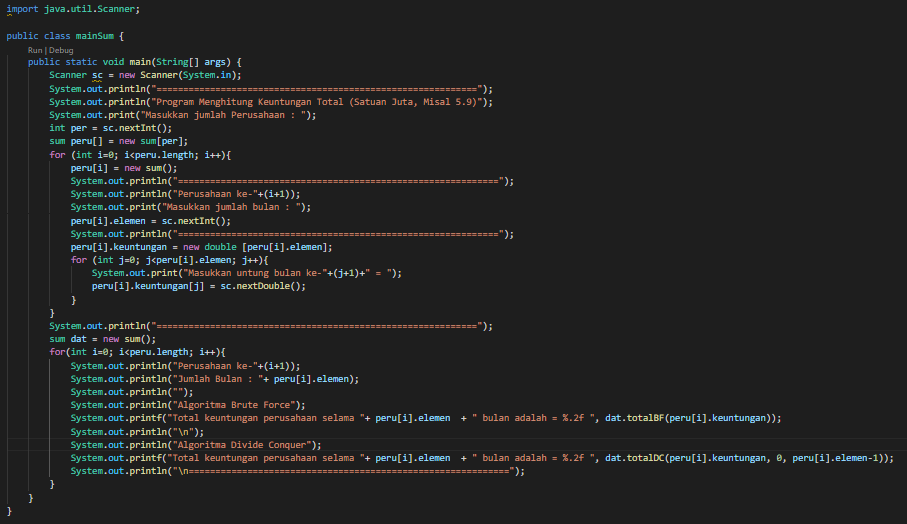 import java.util.Scanner;
public class mainSum {
Run | Debug
public static void main(String[] args) {
Scanner sc = new Scanner(System.in);
System.out.println("============================================================");
System.out.println("Program Menghitung Keuntungan Total (Satuan Juta, Misal 5.9)");
System.out.print("Masukkan jumlah Perusahaan : ");
int per = sc.nextInt();
sum peru[] = new sum[per];
for (int i=0; i<peru.length; i++){
peru[i] = new sum();
System.out.println("============================================================");
System.out.println("Perusahaan ke-"+(i+1));
System.out.print("Masukkan jumlah bulan : ");
peru[i].elemen = sc.nextInt();
System.out.println("============================================================");
peru[i].keuntungan = new double [peru[i].elemen];
for (int j=0; j<peru[i].elemen; j++){
System.out.print("Masukkan untung bulan ke-"+(j+1)+" = ");
peru[i].keuntungan[j] = sc.nextDouble();
}
}
System.out.println("============================================================");
sum dat = new sum();
for(int i=0; i<peru.length; i++){
System.out.println("Perusahaan ke-"+(i+1));
System.out.println("Jumlah Bulan : "+ peru[i].elemen);
System.out.println("");
System.out.println("Algoritma Brute Force");
System.out.printf("Total keuntungan perusahaan selama "+ peru[i].elemen  + " bulan adalah = %.2f ", dat.totalBF(peru[i].keuntungan));
System.out.println("\n");
System.out.println("Algoritma Divide Conquer");
System.out.printf("Total keuntungan perusahaan selama "+ peru[i].elemen  + " bulan adalah = %.2f ", dat.totalDC(peru[i].keuntungan, 0, peru[i].elemen-1));
System.out.println("\n============================================================");
}
}
}